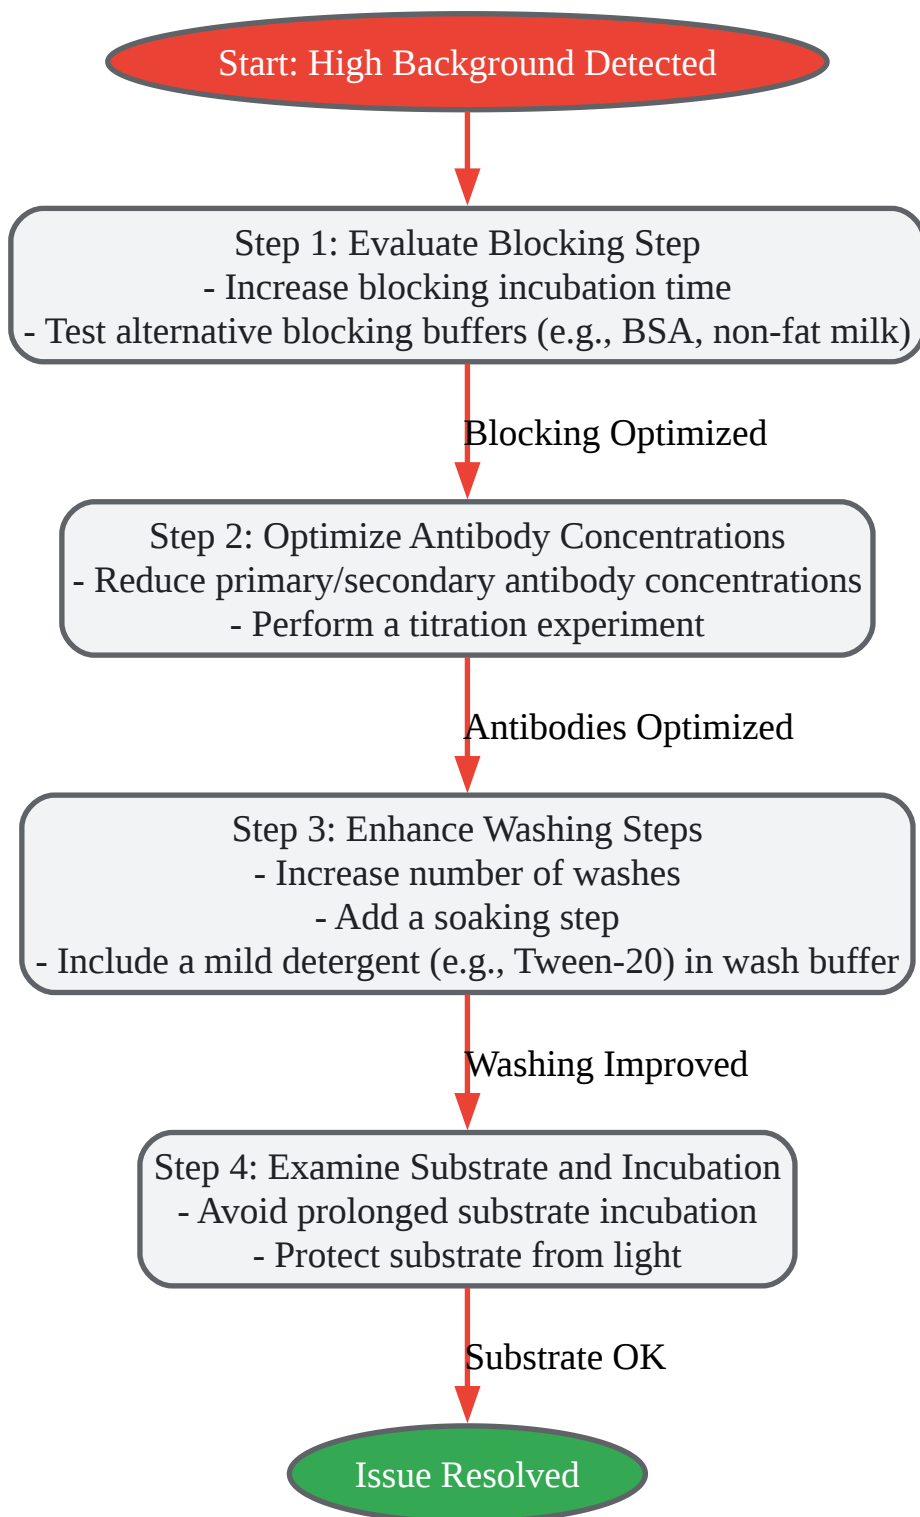 Start: High Background Detected
Step 1: Evaluate Blocking Step
- Increase blocking incubation time
- Test alternative blocking buffers (e.g., BSA, non-fat milk)
Blocking Optimized
Step 2: Optimize Antibody Concentrations
- Reduce primary/secondary antibody concentrations
- Perform a titration experiment
Antibodies Optimized
Step 3: Enhance Washing Steps
- Increase number of washes
- Add a soaking step
- Include a mild detergent (e.g., Tween-20) in wash buffer
Washing Improved
Step 4: Examine Substrate and Incubation
- Avoid prolonged substrate incubation
- Protect substrate from light
Substrate OK
Issue Resolved